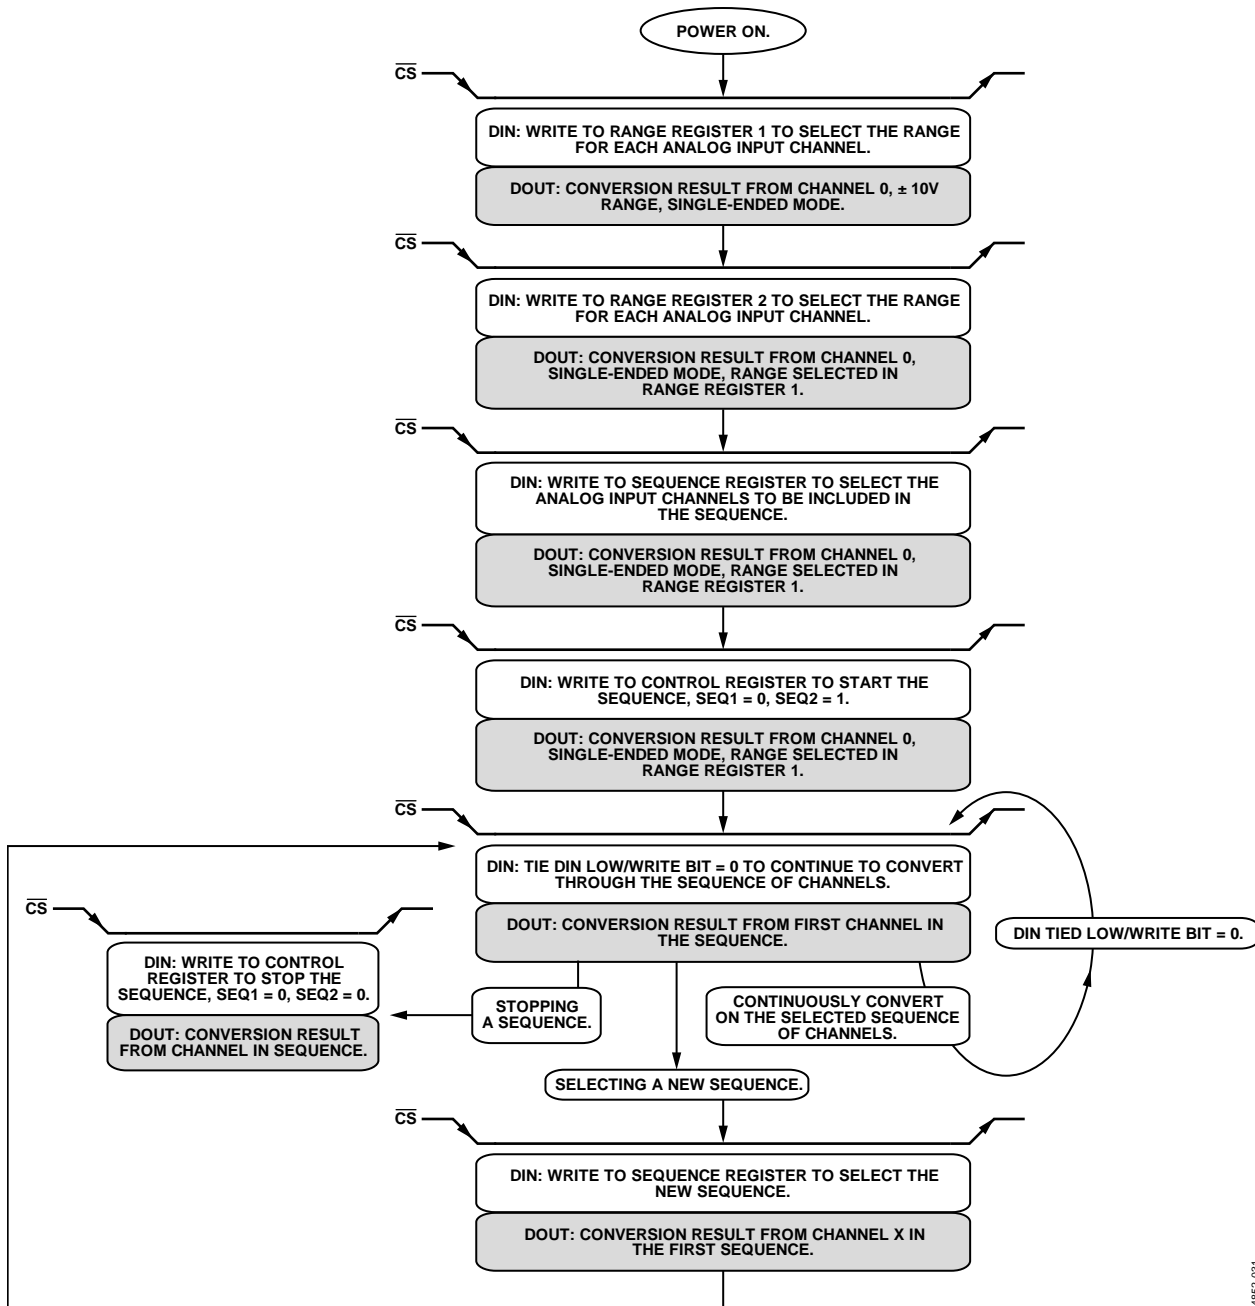 POWER ON.
CS
DIN: WRITE TO RANGE REGISTER 1 TO SELECT THE RANGE
FOR EACH ANALOG INPUT CHANNEL.
DOUT: CONVERSION RESULT FROM CHANNEL 0, ± 10V
RANGE, SINGLE-ENDED MODE.
CS
DIN: WRITE TO RANGE REGISTER 2 TO SELECT THE RANGE
FOR EACH ANALOG INPUT CHANNEL.
DOUT: CONVERSION RESULT FROM CHANNEL 0,
SINGLE-ENDED MODE, RANGE SELECTED IN
RANGE REGISTER 1.
CS
DIN: WRITE TO SEQUENCE REGISTER TO SELECT THE
ANALOG INPUT CHANNELS TO BE INCLUDED IN
THE SEQUENCE.
DOUT: CONVERSION RESULT FROM CHANNEL 0,
SINGLE-ENDED MODE, RANGE SELECTED IN
RANGE REGISTER 1.
CS
DIN: WRITE TO CONTROL REGISTER TO START THE
SEQUENCE, SEQ1 = 0, SEQ2 = 1.
DOUT: CONVERSION RESULT FROM CHANNEL 0,
SINGLE-ENDED MODE, RANGE SELECTED IN
RANGE REGISTER 1.
CS
DIN: TIE DIN LOW/WRITE BIT = 0 TO CONTINUE TO CONVERT
THROUGH THE SEQUENCE OF CHANNELS.
DOUT: CONVERSION RESULT FROM FIRST CHANNEL IN
THE SEQUENCE.
DIN TIED LOW/WRITE BIT = 0.
CS
DIN: WRITE TO CONTROL
REGISTER TO STOP THE
SEQUENCE, SEQ1 = 0, SEQ2 = 0.
DOUT: CONVERSION RESULT
FROM CHANNEL IN SEQUENCE.
STOPPING
A SEQUENCE.
CONTINUOUSLY CONVERT
ON THE SELECTED SEQUENCE
OF CHANNELS.
SELECTING A NEW SEQUENCE.
CS
DIN: WRITE TO SEQUENCE REGISTER TO SELECT THE
NEW SEQUENCE.
DOUT: CONVERSION RESULT FROM CHANNEL X IN
THE FIRST SEQUENCE.